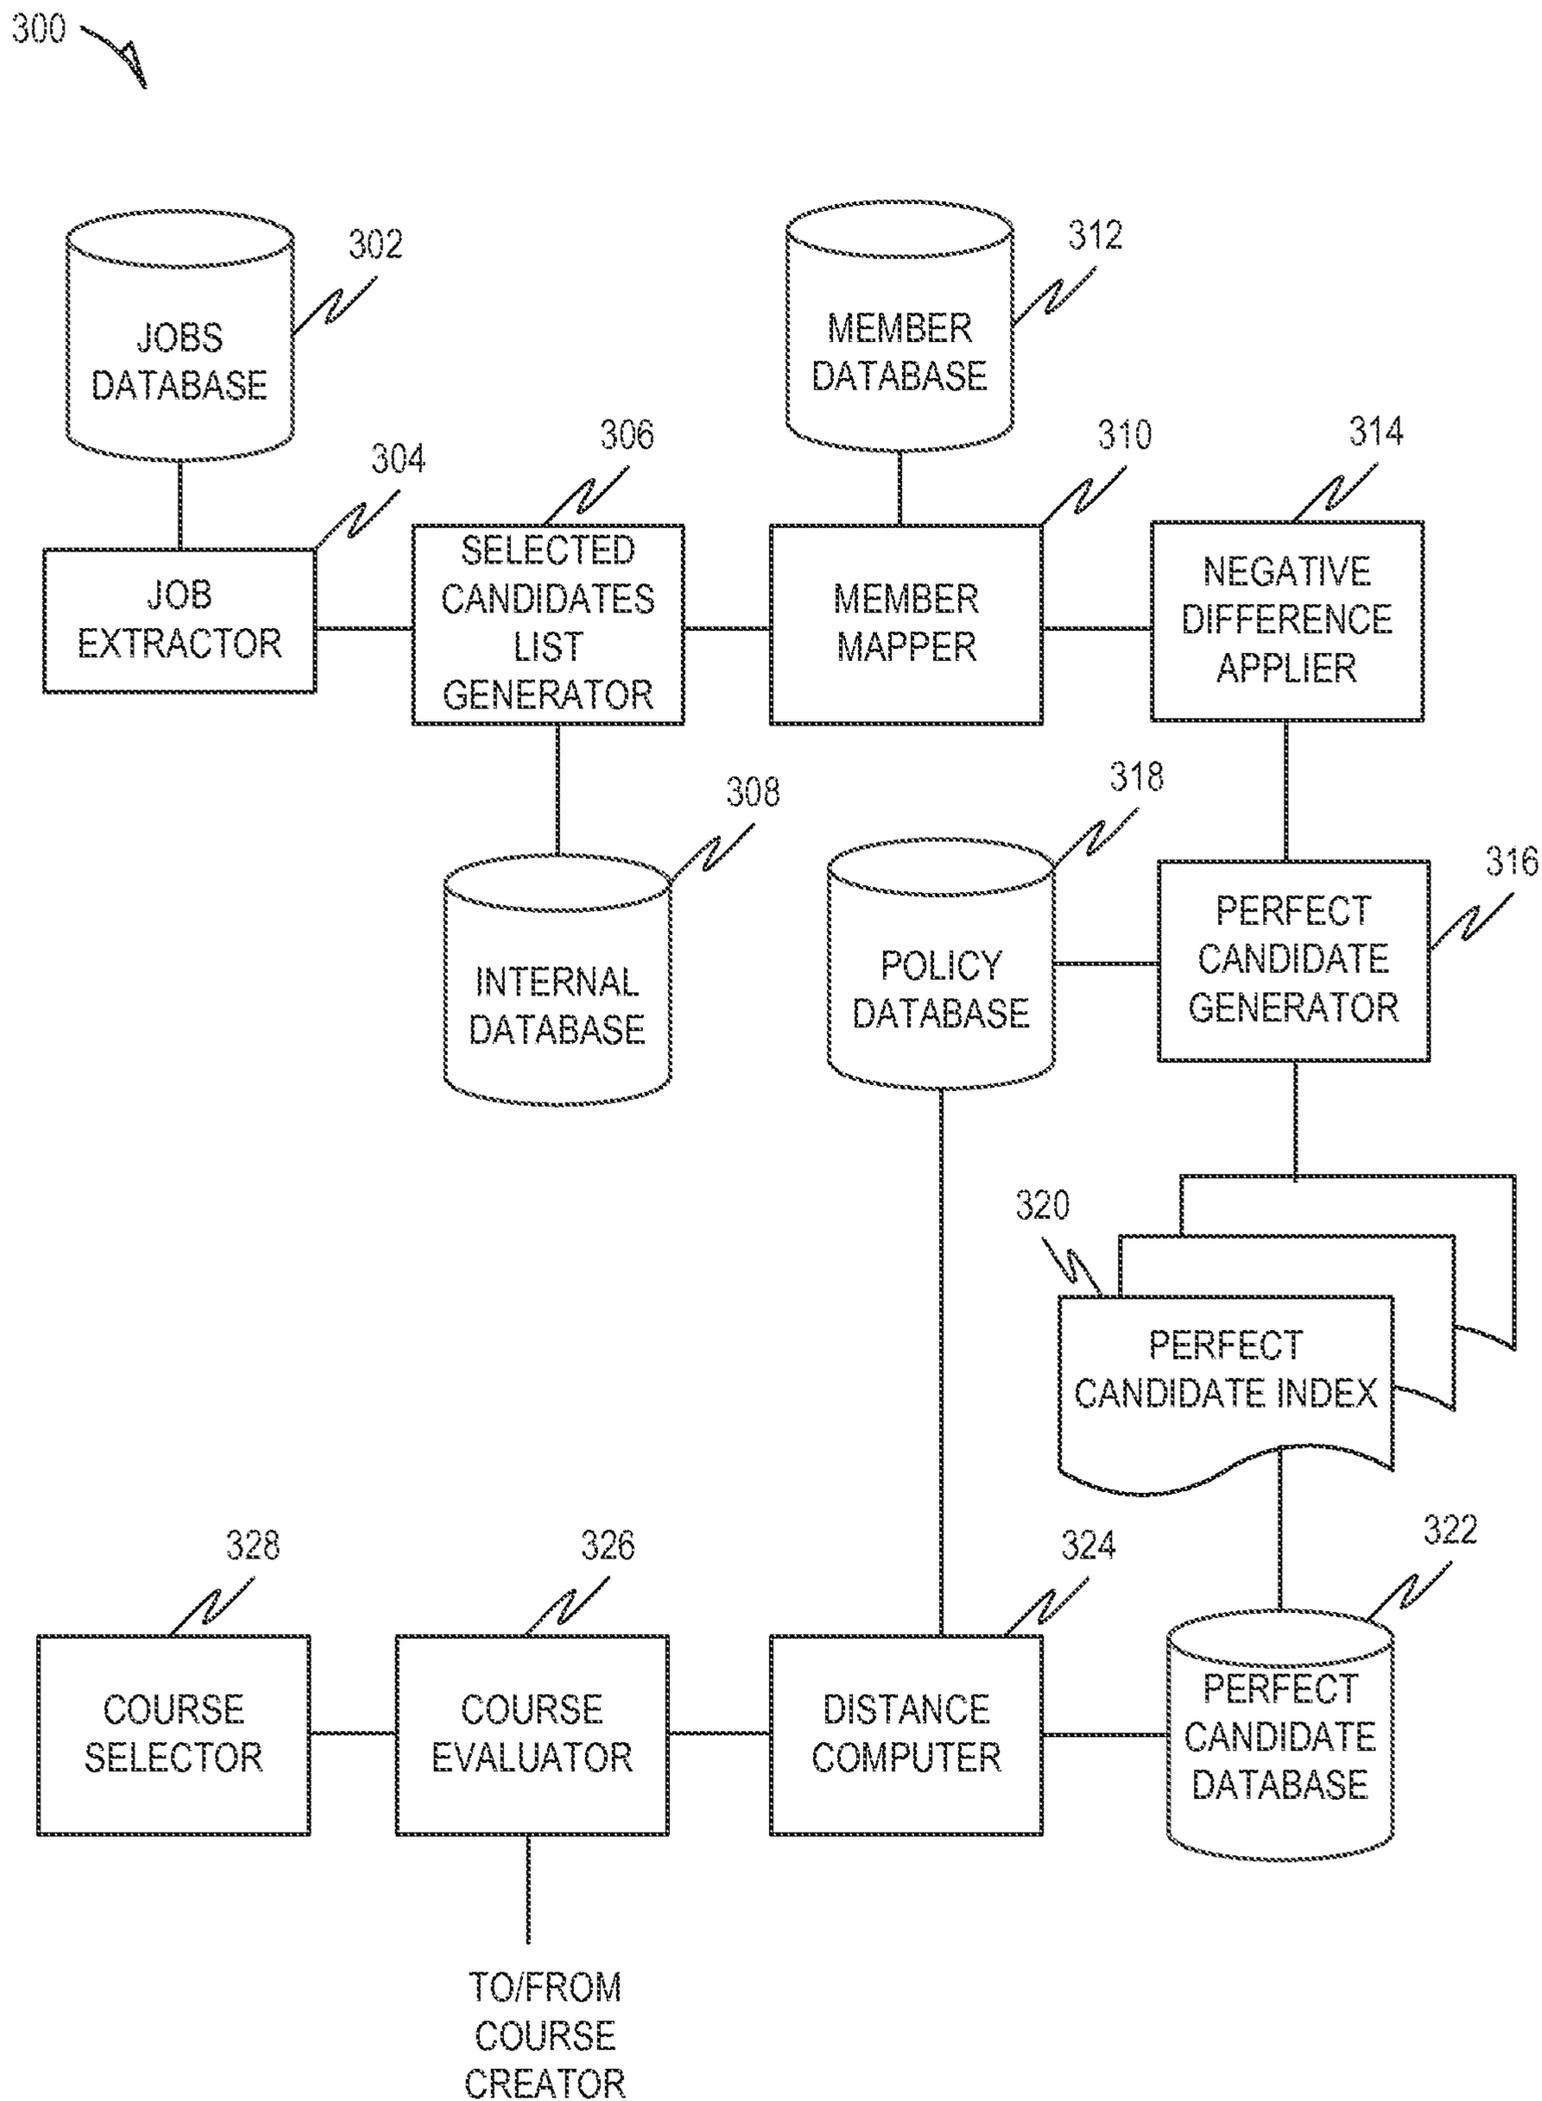 300
302
JOBS
DATABASE
312
MEMBER
DATABASE
304
JOB
EXTRACTOR
306
SELECTED
CANDIDATES
LIST
GENERATOR
310
MEMBER
MAPPER
314
NEGATIVE
DIFFERENCE
APPLIER
308
INTERNAL
DATABASE
318
POLICY
DATABASE
316
PERFECT
CANDIDATE
GENERATOR
320
PERFECT
CANDIDATE INDEX
328
COURSE
SELECTOR
326
COURSE
EVALUATOR
324
DISTANCE
COMPUTER
322
PERFECT
CANDIDATE
DATABASE
TO/FROM
COURSE
CREATOR